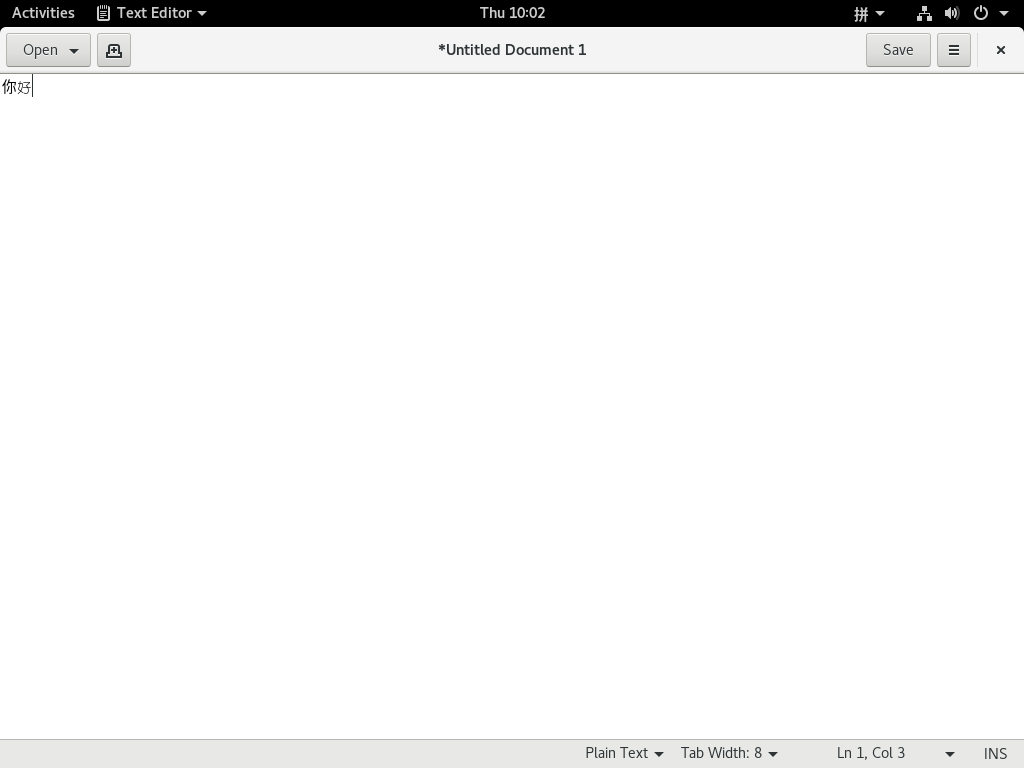 Activities Text Editor Thu 10:02 拼
Open *Untitled Document 1 Save
你好
Plain Text Tab Width: 8 Ln 1, Col 3 INS